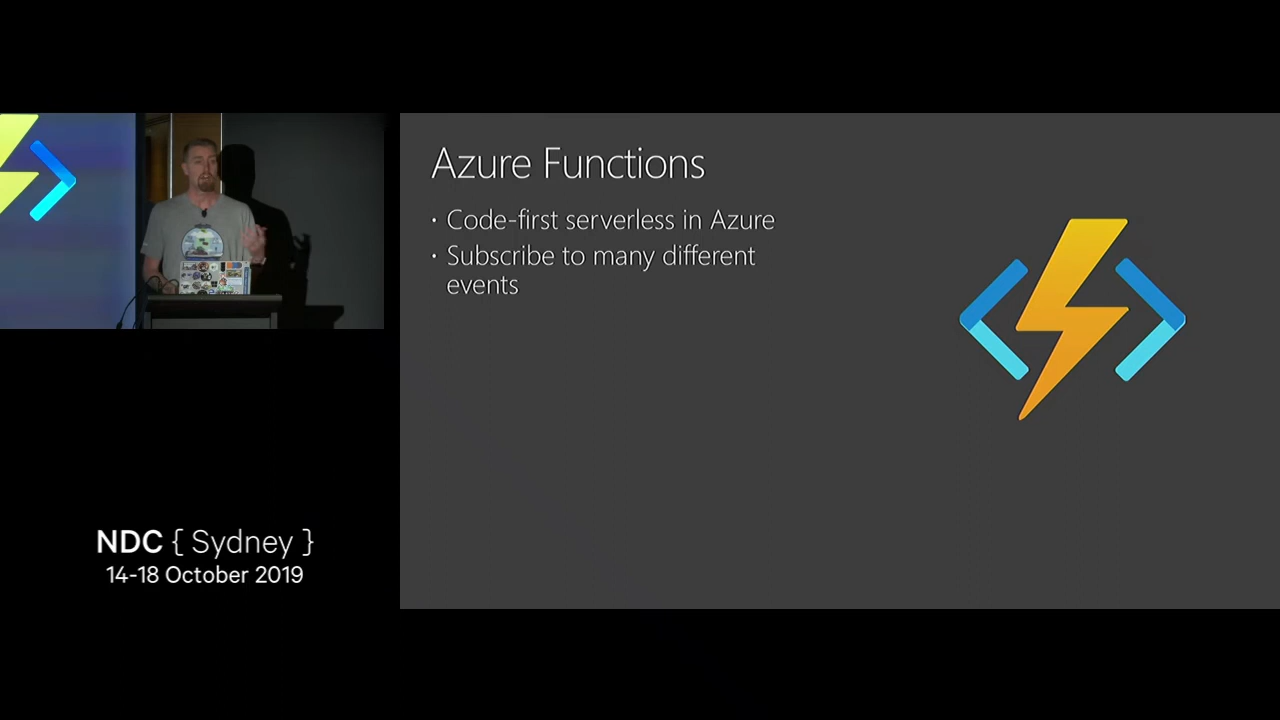 Azure Functions
· Code-first serverless in Azure
· Subscribe to many different
events
NDC { Sydney }
14-18 October 2019